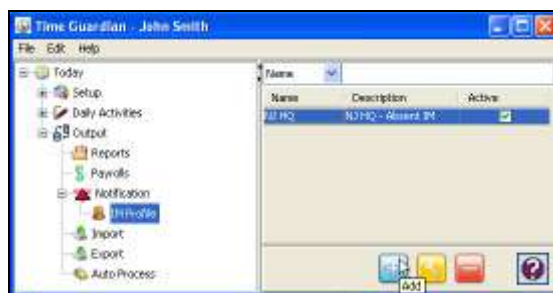 Time Guardian - John Smith
File Edit Help
Today
Setup
Daily Activities
Output
Reports
Payrolls
Notification
IM Profile
Import
Export
Auto Process
Name
Name Description Active
NJ HQ NJ HQ - Absent IM
Add